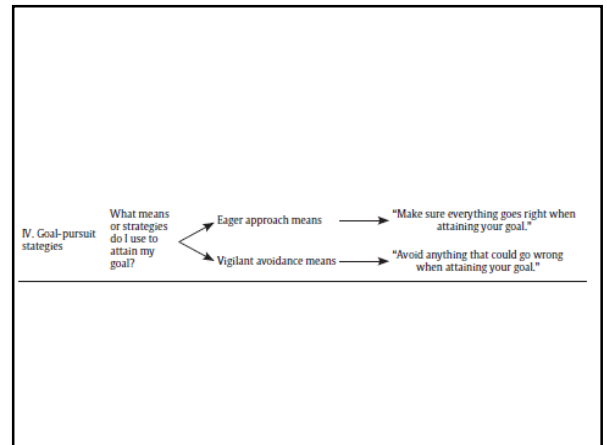 IV. Goal-pursuit
stategies
What means
or strategies
do I use to
attain my
goal?
Eager approach means
"Make sure everything goes right when
attaining your goal."
Vigilant avoidance means
"Avoid anything that could go wrong
when attaining your goal."